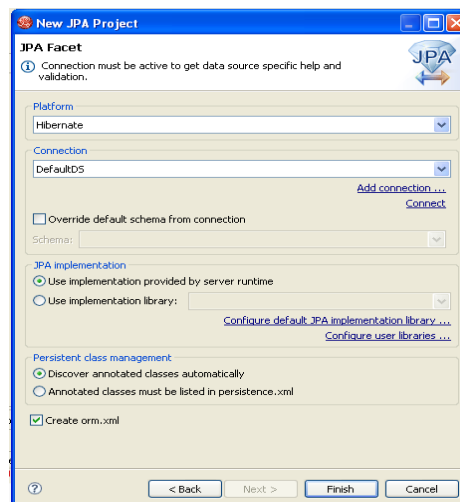 New JPA Project
JPA Facet
Connection must be active to get data source specific help and
validation.
JPA
Platform
Hibernate
Connection
DefaultDS
Add connection ...
Connect
Override default schema from connection
Schema:
JPA implementation
Use implementation provided by server runtime
Use implementation library:
Configure default JPA implementation library ...
Configure user libraries ...
Persistent class management
Discover annotated classes automatically
Annotated classes must be listed in persistence.xml
Create orm.xml
?
< Back
Next >
Finish
Cancel